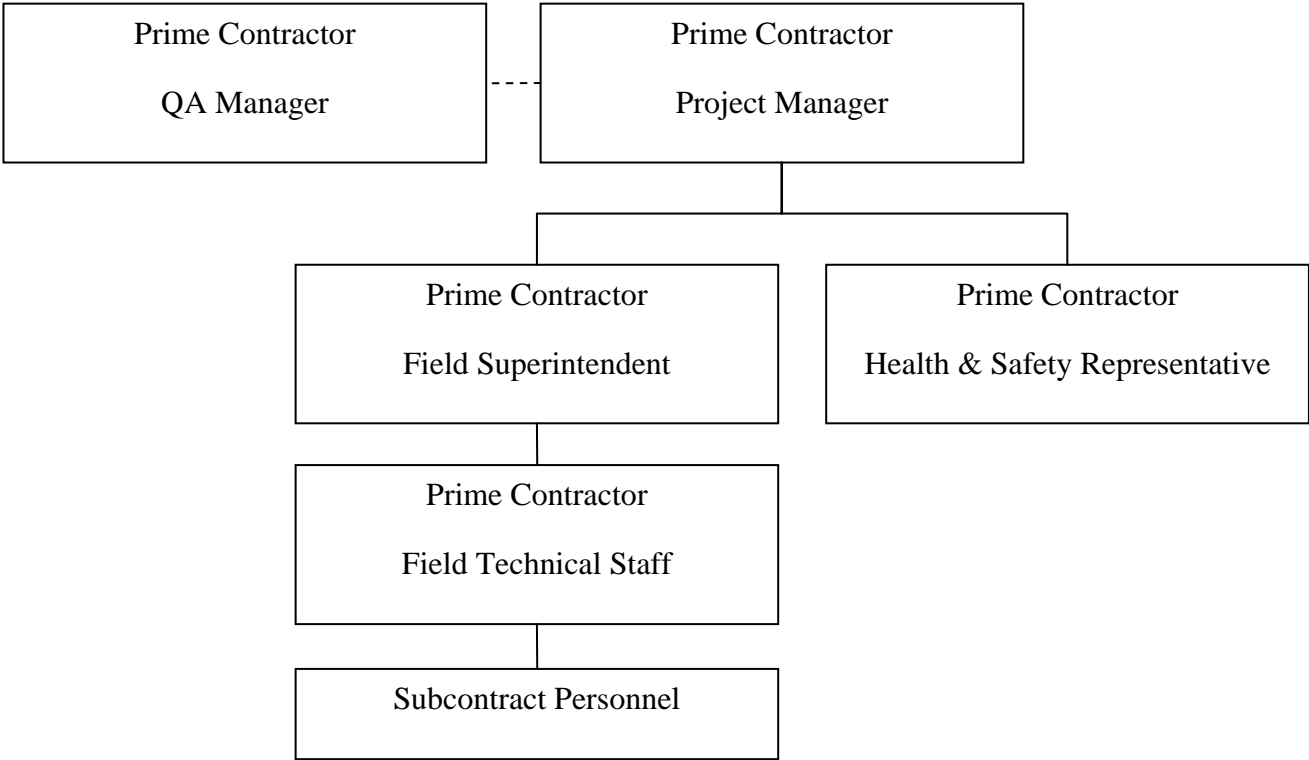 Prime Contractor
QA Manager
Prime Contractor
Project Manager
Prime Contractor
Field Superintendent
Prime Contractor
Health & Safety Representative
Prime Contractor
Field Technical Staff
Subcontract Personnel